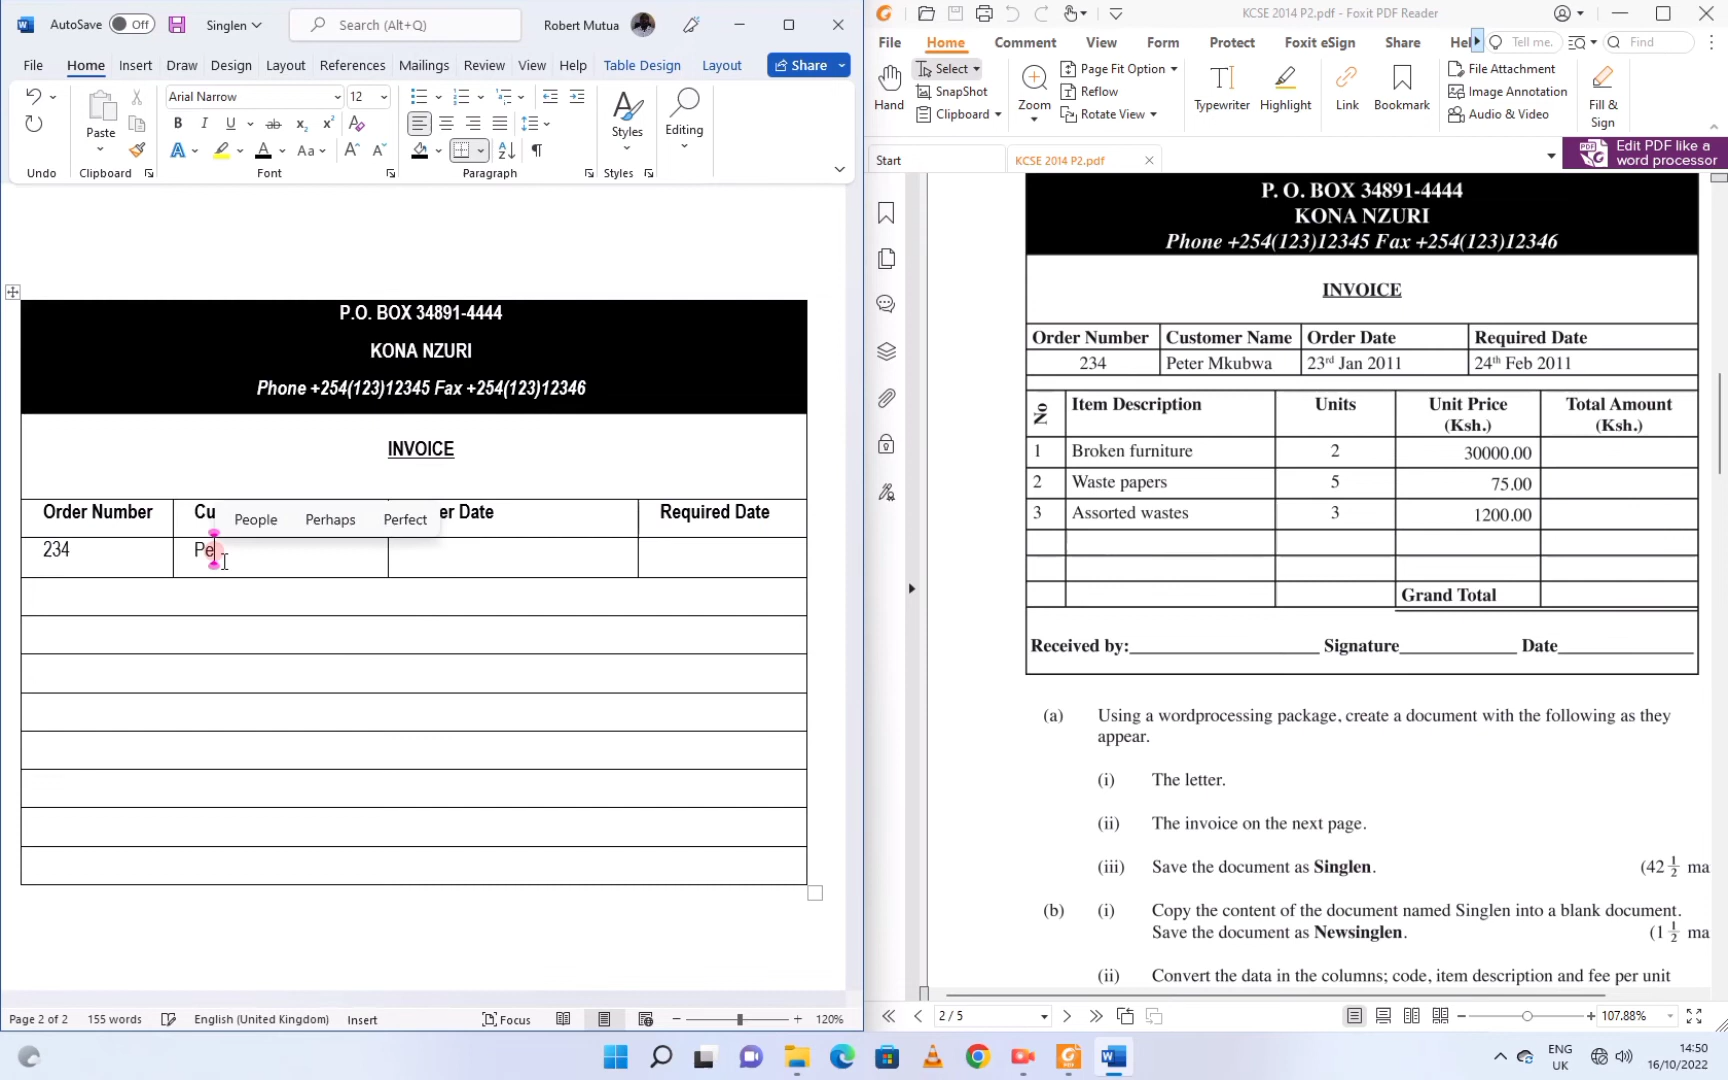 AutoSave Off Singlen Search (Alt+Q) Robert Mutua
File Home Insert Draw Design Layout References Mailings Review View Help Table Design Layout Share
Arial Narrow 12
Paste Styles Editing
Undo Clipboard Font Paragraph Styles
P.O. BOX 34891-4444
KONA NZURI
Phone +254(123)12345 Fax +254(123)12346
INVOICE
Order Number Cu er Date Required Date
People Perhaps Perfect
234 Pe
Page 2 of 2 155 words English (United Kingdom) Insert Focus 120%
KCSE 2014 P2.pdf - Foxit PDF Reader
File Home Comment View Form Protect Foxit eSign Share Hel Tell me. Find
Hand Select SnapShot Clipboard Zoom Page Fit Option Reflow Rotate View Typewriter Highlight Link Bookmark File Attachment Image Annotation Audio & Video Fill & Sign
Start KCSE 2014 P2.pdf Edit PDF like a word processor
P. O. BOX 34891-4444
KONA NZURI
Phone +254(123)12345 Fax +254(123)12346
INVOICE
Order Number Customer Name Order Date Required Date
234 Peter Mkubwa 23rd Jan 2011 24th Feb 2011
No Item Description Units Unit Price (Ksh.) Total Amount (Ksh.)
1 Broken furniture 2 30000.00
2 Waste papers 5 75.00
3 Assorted wastes 3 1200.00
Grand Total
Received by: Signature Date
(a) Using a wordprocessing package, create a document with the following as they
appear.
(i) The letter.
(ii) The invoice on the next page.
(iii) Save the document as Singlen. (42 1/2 ma
(b) (i) Copy the content of the document named Singlen into a blank document.
Save the document as Newsinglen. (1 1/2 ma
(ii) Convert the data in the columns; code, item description and fee per unit
2 / 5 107.88%
ENG UK 14:50 16/10/2022